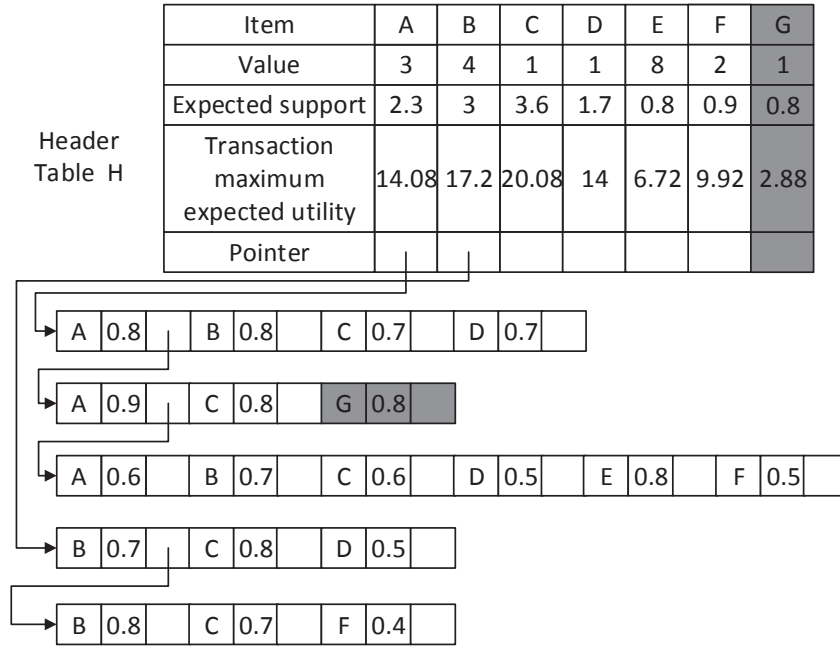 Item A B C D E F G
Value 3 4 1 1 8 2 1
Expected support 2.3 3 3.6 1.7 0.8 0.9 0.8
Header
Table H
Transaction
maximum
expected utility
14.08 17.2 20.08 14 6.72 9.92 2.88
Pointer
A 0.8 B 0.8 C 0.7 D 0.7
A 0.9 C 0.8 G 0.8
A 0.6 B 0.7 C 0.6 D 0.5 E 0.8 F 0.5
B 0.7 C 0.8 D 0.5
B 0.8 C 0.7 F 0.4